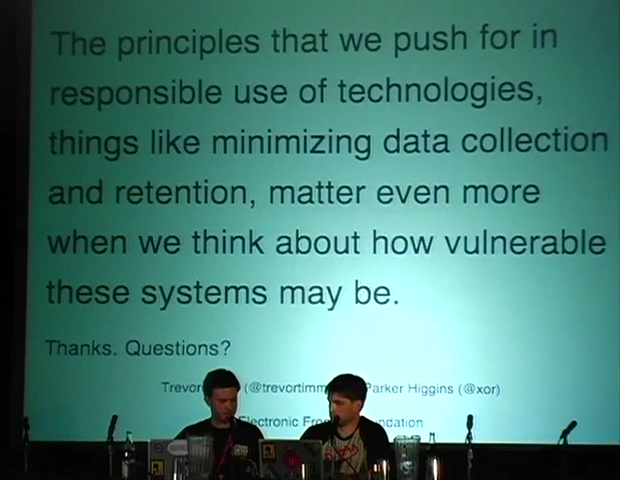 The principles that we push for in
responsible use of technologies,
things like minimizing data collection
and retention, matter even more
when we think about how vulnerable
these systems may be.
Thanks. Questions?
(@trevortimm Parker Higgins (@xor)
Electronic